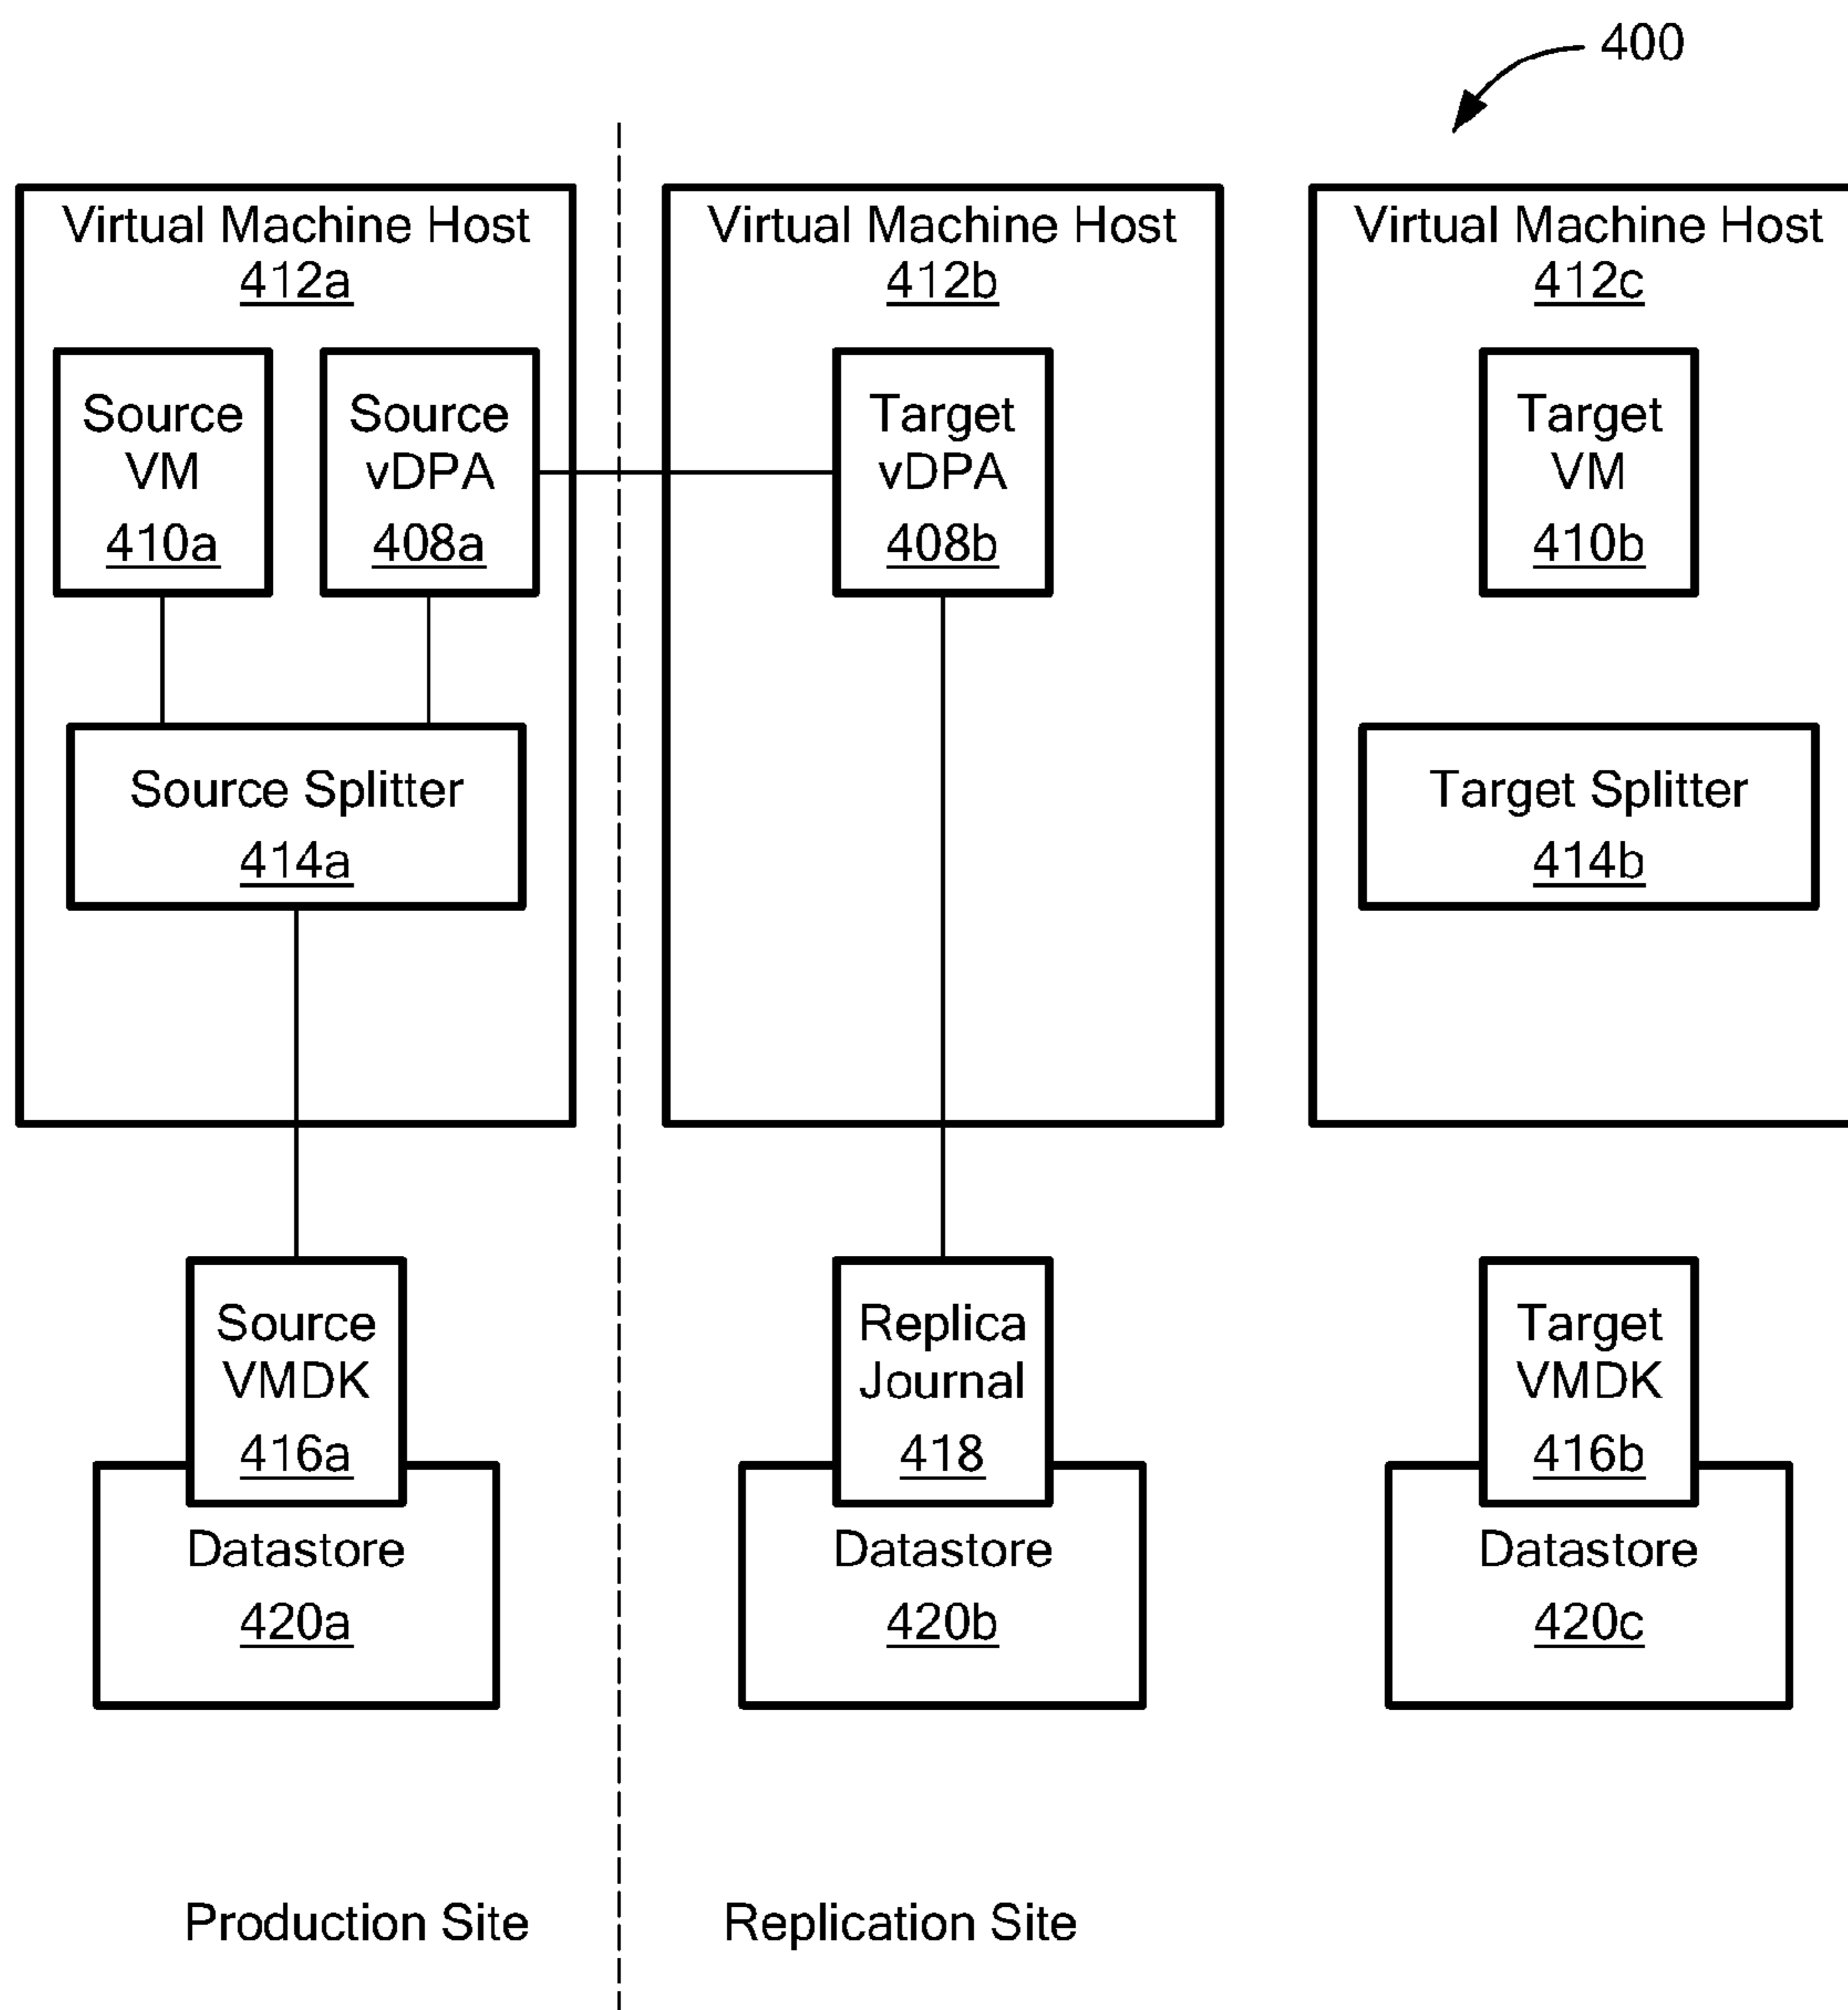 400
Virtual Machine Host
412a
Source
VM
410a
Source
vDPA
408a
Source Splitter
414a
Source
VMDK
416a
Datastore
420a
Production Site
Virtual Machine Host
412b
Target
vDPA
408b
Replica
Journal
418
Datastore
420b
Replication Site
Virtual Machine Host
412c
Target
VM
410b
Target Splitter
414b
Target
VMDK
416b
Datastore
420c